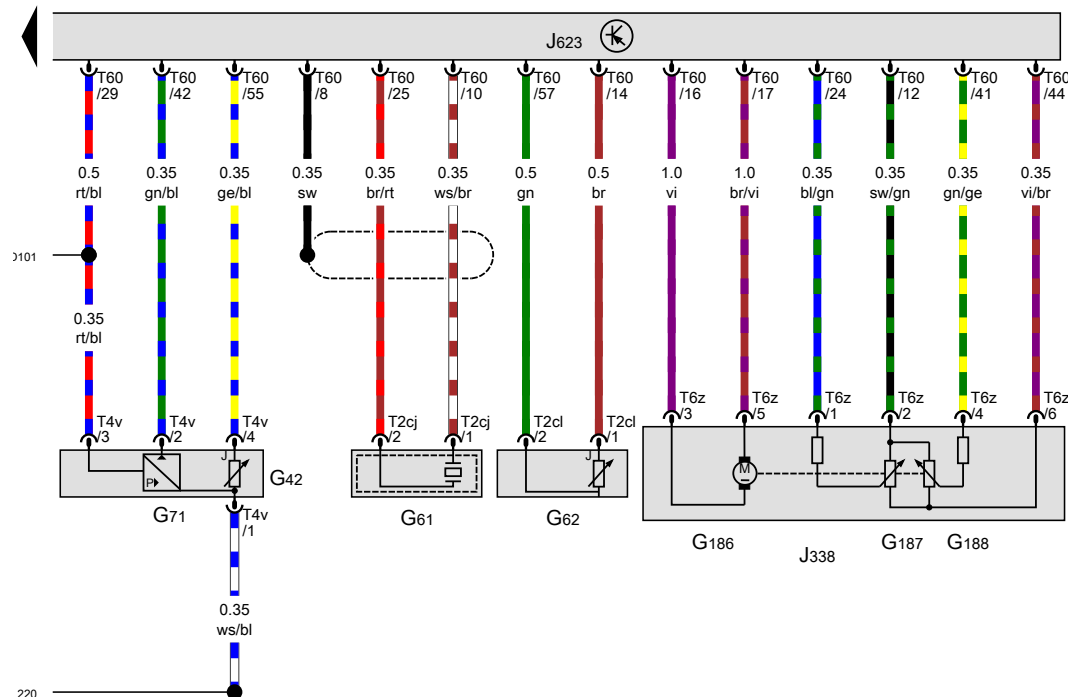 J623
T60 T60 T60 T60 T60 T60 T60 T60 T60 T60 T60 T60 T60 T60
/29 /42 /55 /8 /25 /10 /57 /14 /16 /17 /24 /12 /41 /44
0.5 0.35 0.35 0.35 0.35 0.35 0.5 0.5 1.0 1.0 0.35 0.35 0.35 0.35
rt/bl gn/bl ge/bl sw br/rt ws/br gn br vi br/vi bl/gn sw/gn gn/ge vi/br
0.35
rt/bl
T6z T6z T6z T6z T6z T6z
/3 /5 /1 /2 /4 /6
T4v T4v T4v T2cj T2cj T2cl T2cl
/3 /2 /4 /2 /1 /2 /1
J J
P M
G42
G71 T4v G61 G62
/1
G186 J338 G187 G188
0.35
ws/bl
220